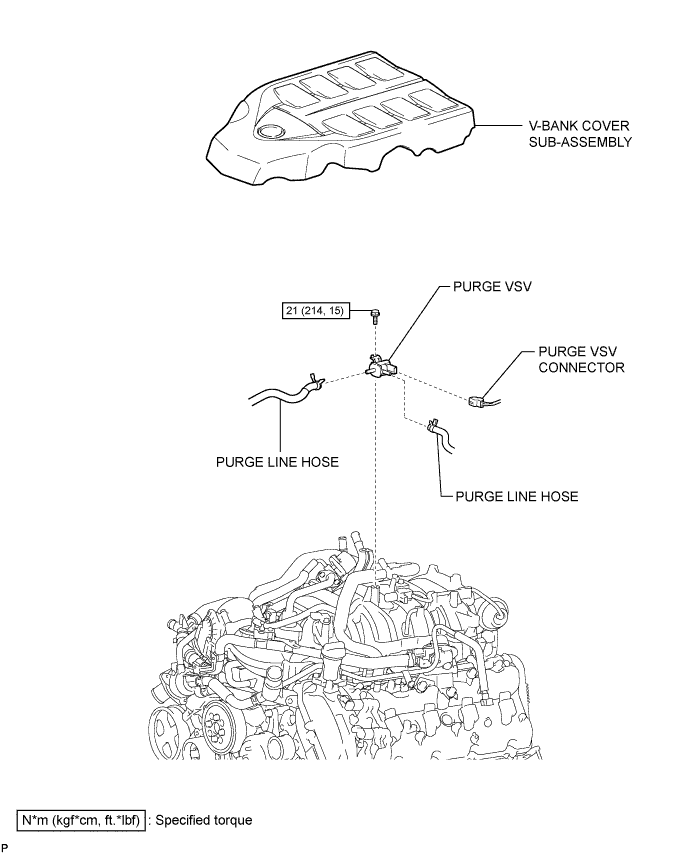 V-BANK COVER
SUB-ASSEMBLY
PURGE VSV
21 (214, 15)
PURGE VSV
CONNECTOR
PURGE LINE HOSE
PURGE LINE HOSE
N*m (kgf*cm, ft.*lbf) : Specified torque
P